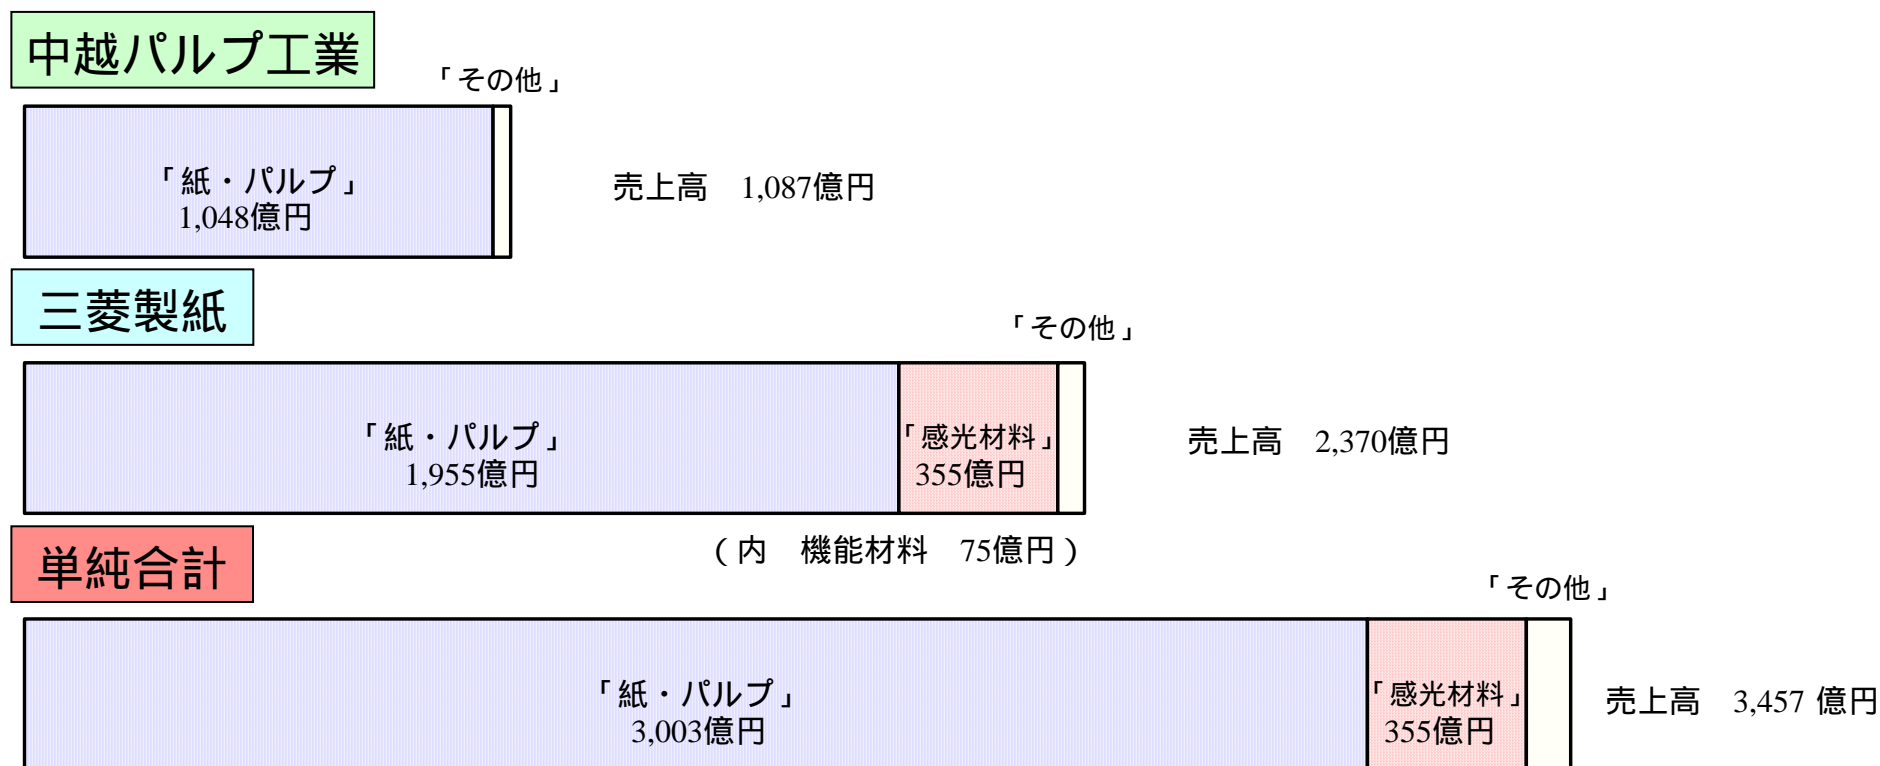 中越パルプ工業
「その他」
「紙・パルプ」
1,048億円
売上高　1,087億円
三菱製紙
「その他」
「紙・パルプ」
1,955億円
「感光材料」
355億円
売上高　2,370億円
（内　機能材料　75億円）
単純合計
「その他」
「紙・パルプ」
3,003億円
「感光材料」
355億円
売上高　3,457 億円